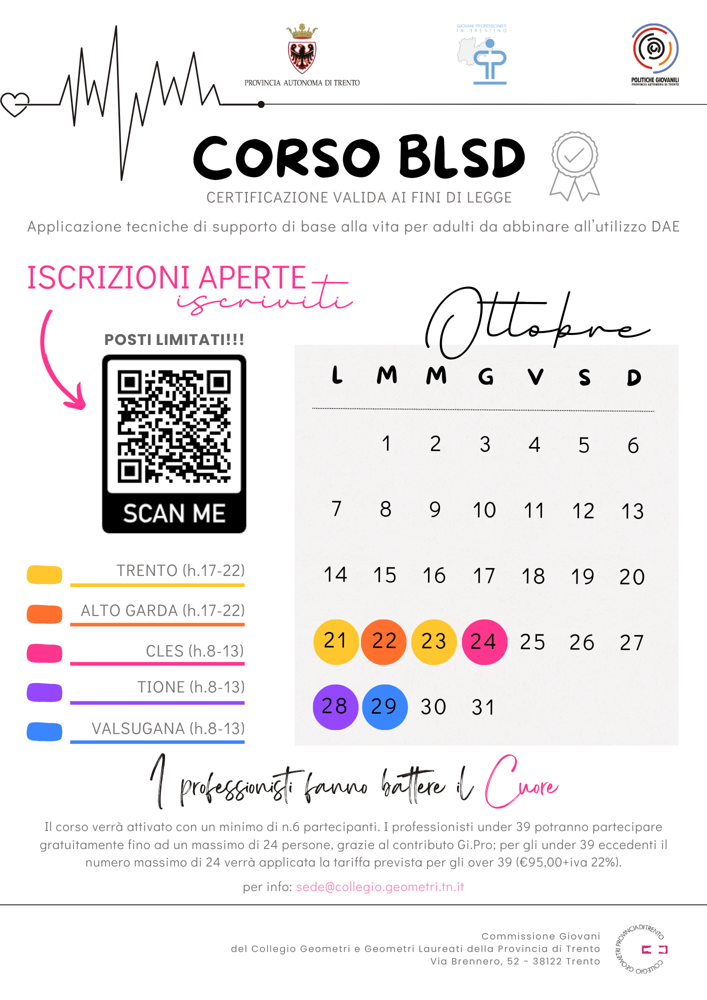 PROVINCIA AUTONOMA DI TRENTO
GIOVANI PROFESSIONISTI
IN TRENTINO
POLITICHE GIOVANILI
PROVINCIA AUTONOMA DI TRENTO
CORSO BLSD
CERTIFICAZIONE VALIDA AI FINI DI LEGGE
Applicazione tecniche di supporto di base alla vita per adulti da abbinare all'utilizzo DAE
ISCRIZIONI APERTE
iscriviti
POSTI LIMITATI!!!
SCAN ME
TRENTO (h.17-22)
ALTO GARDA (h.17-22)
CLES (h.8-13)
TIONE (h.8-13)
VALSUGANA (h.8-13)
Ottobre
L M M G V S D
1 2 3 4 5 6
7 8 9 10 11 12 13
14 15 16 17 18 19 20
21 22 23 24 25 26 27
28 29 30 31
I professionisti fanno battere il Cuore
Il corso verrà attivato con un minimo di n.6 partecipanti. I professionisti under 39 potranno partecipare
gratuitamente fino ad un massimo di 24 persone, grazie al contributo Gi.Pro; per gli under 39 eccedenti il
numero massimo di 24 verrà applicata la tariffa prevista per gli over 39 (€95,00+iva 22%).
per info: sede@collegio.geometri.tn.it
Commissione Giovani
del Collegio Geometri e Geometri Laureati della Provincia di Trento
Via Brennero, 52 - 38122 Trento
COLLEGIO GEOMETRI PROVINCIADITRENTO